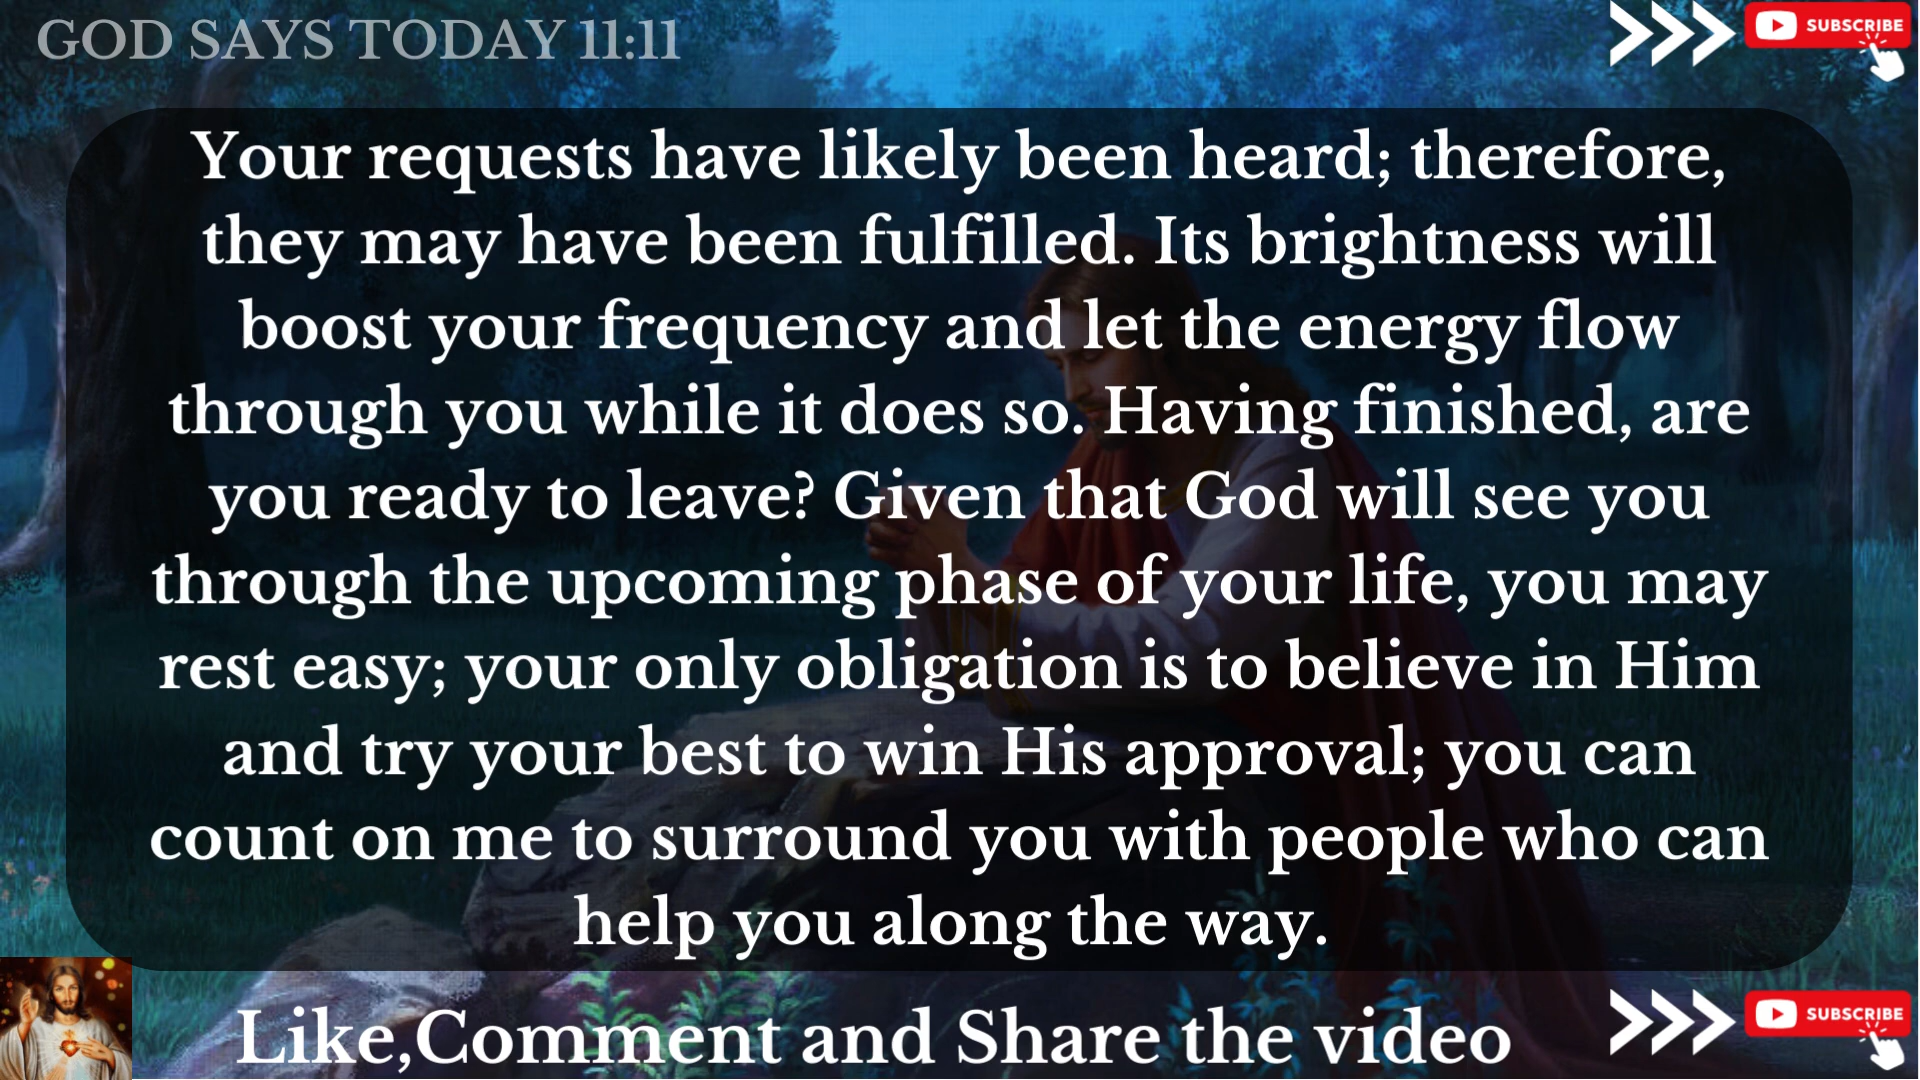 GOD SAYS TODAY 11:11
SUBSCRIBE
Your requests have likely been heard; therefore,
they may have been fulfilled. Its brightness will
boost your frequency and let the energy flow
through you while it does so. Having finished, are
you ready to leave? Given that God will see you
through the upcoming phase of your life, you may
rest easy; your only obligation is to believe in Him
and try your best to win His approval; you can
count on me to surround you with people who can
help you along the way.
Like,Comment and Share the video
SUBSCRIBE